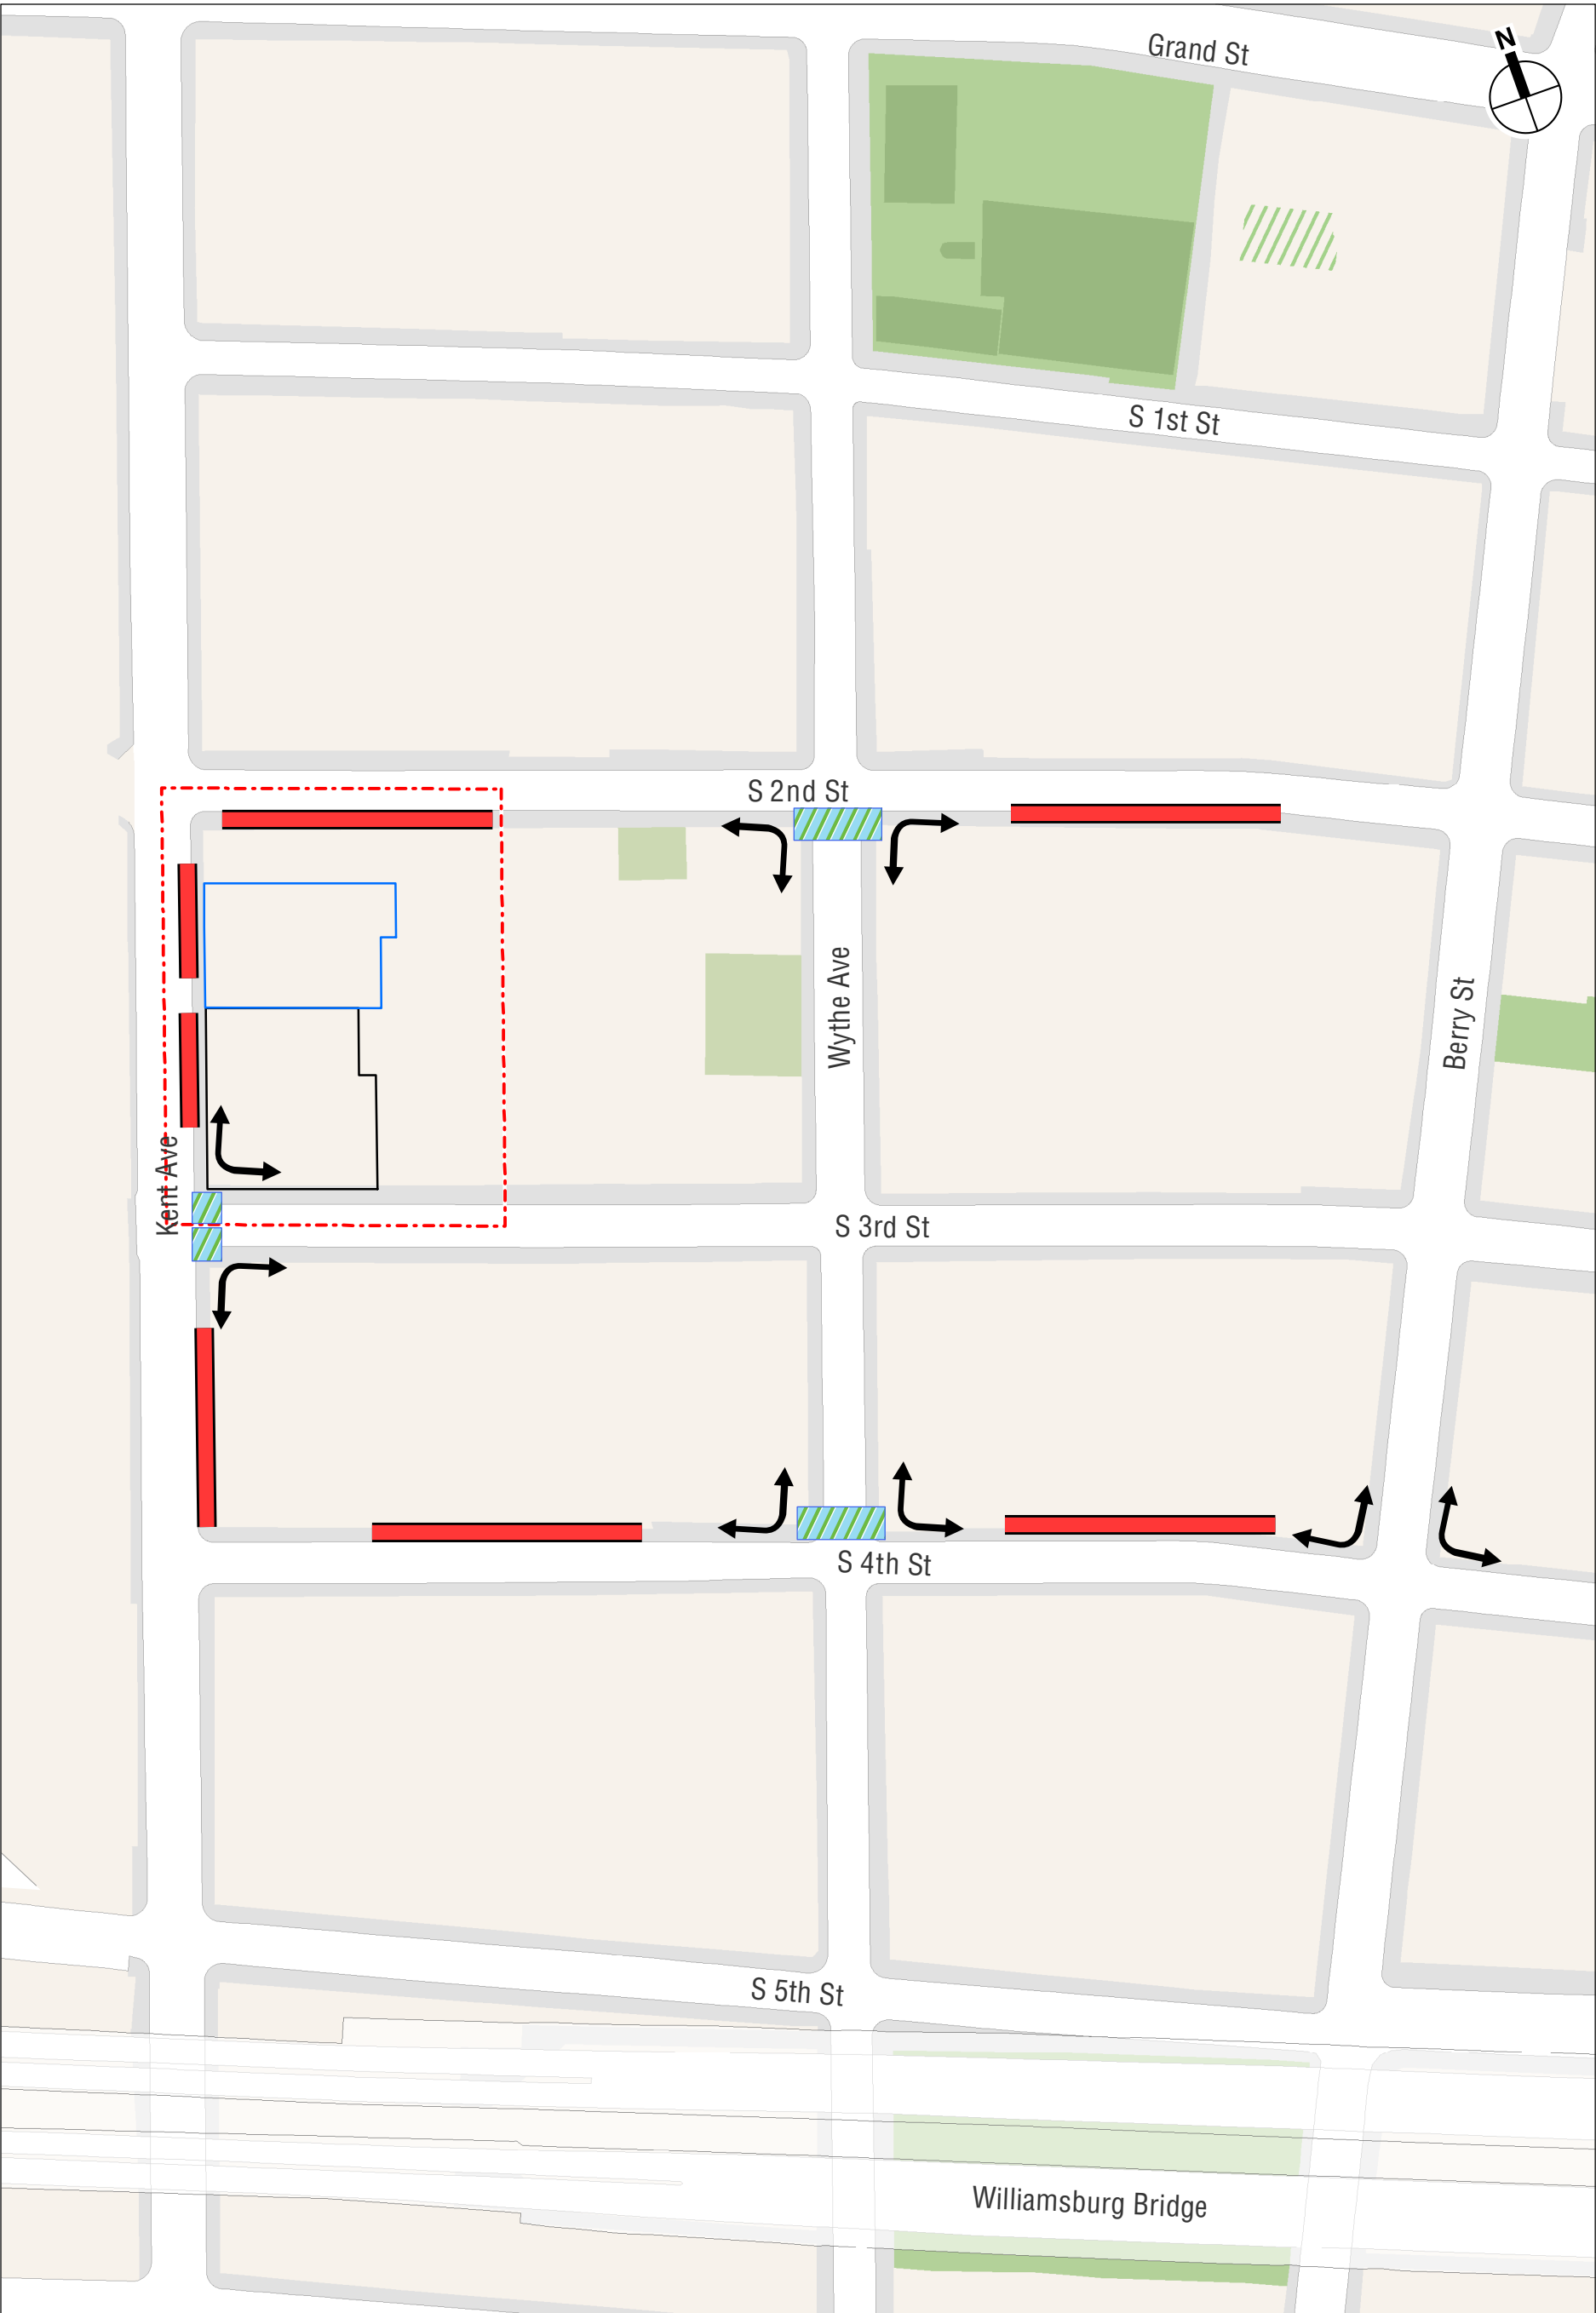 Grand St
N
S 1st St
S 2nd St
Wythe Ave
Berry St
Kent Ave
S 3rd St
S 4th St
S 5th St
Williamsburg Bridge